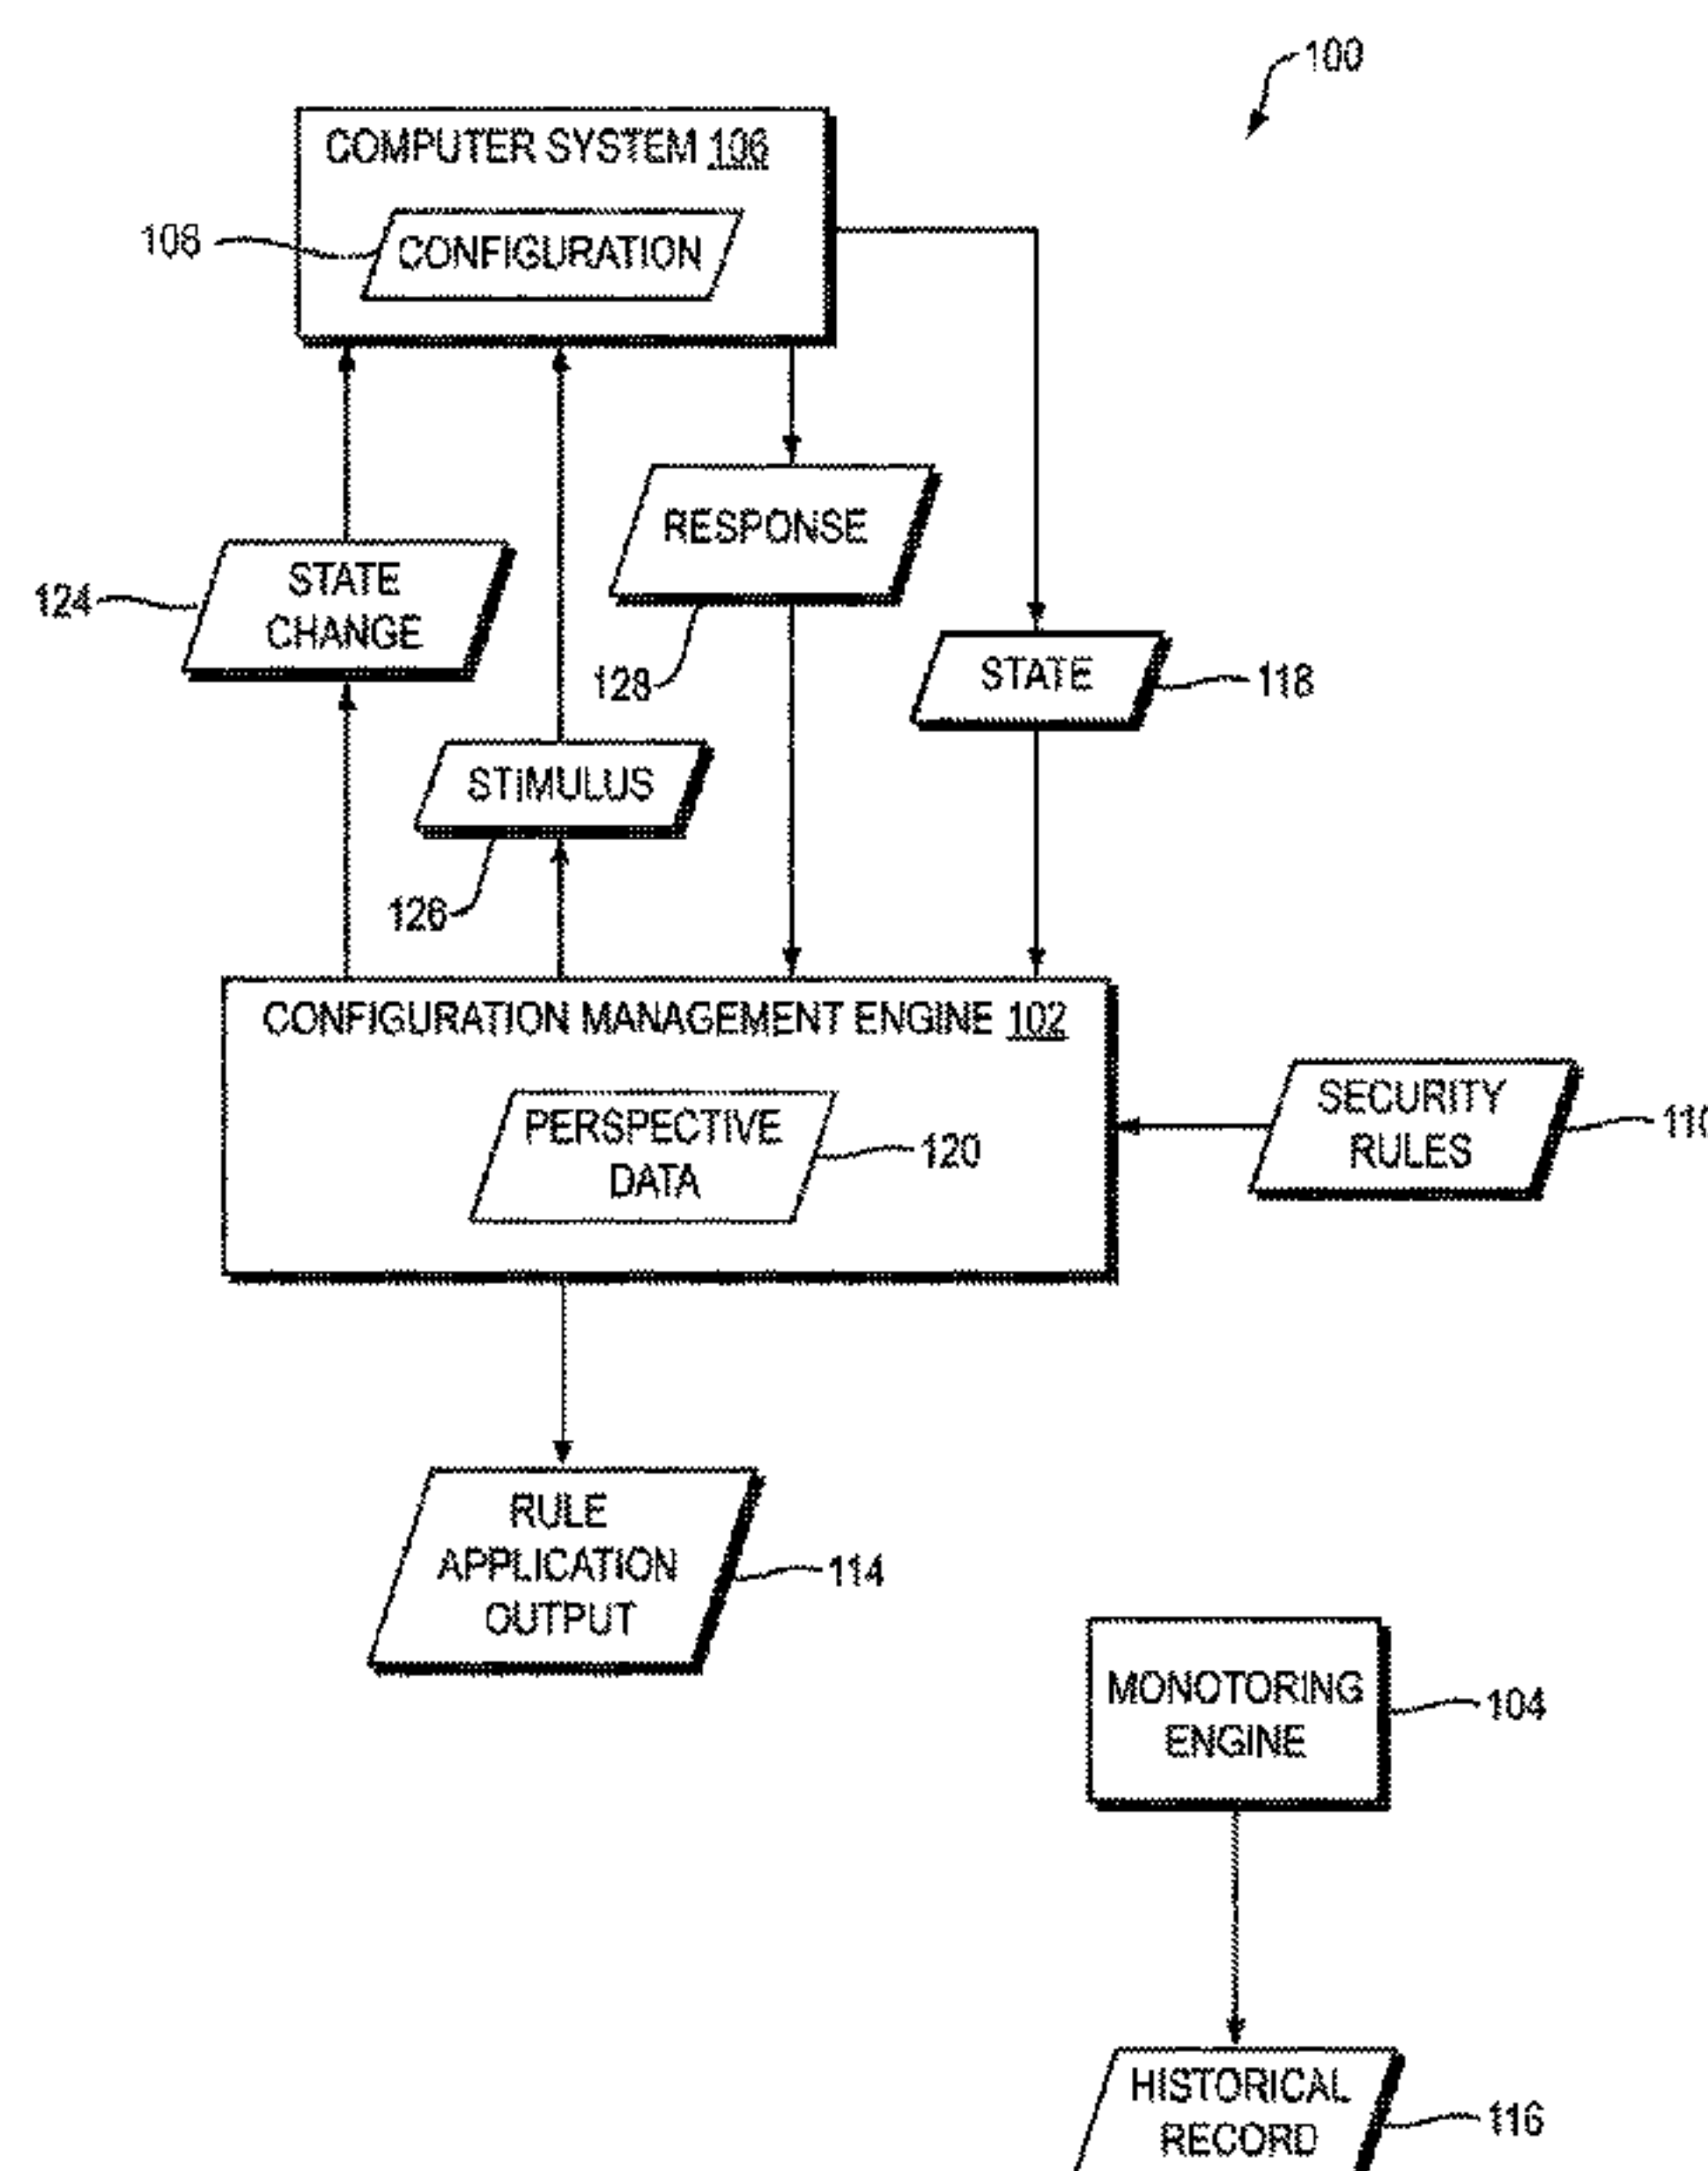 100
COMPUTER SYSTEM 106
108
CONFIGURATION
RESPONSE
STATE
CHANGE
124
128
STATE
118
STIMULUS
126
CONFIGURATION MANAGEMENT ENGINE 102
PERSPECTIVE
DATA
120
SECURITY
RULES
110
RULE
APPLICATION
OUTPUT
114
MONOTORING
ENGINE
104
HISTORICAL
RECORD
116